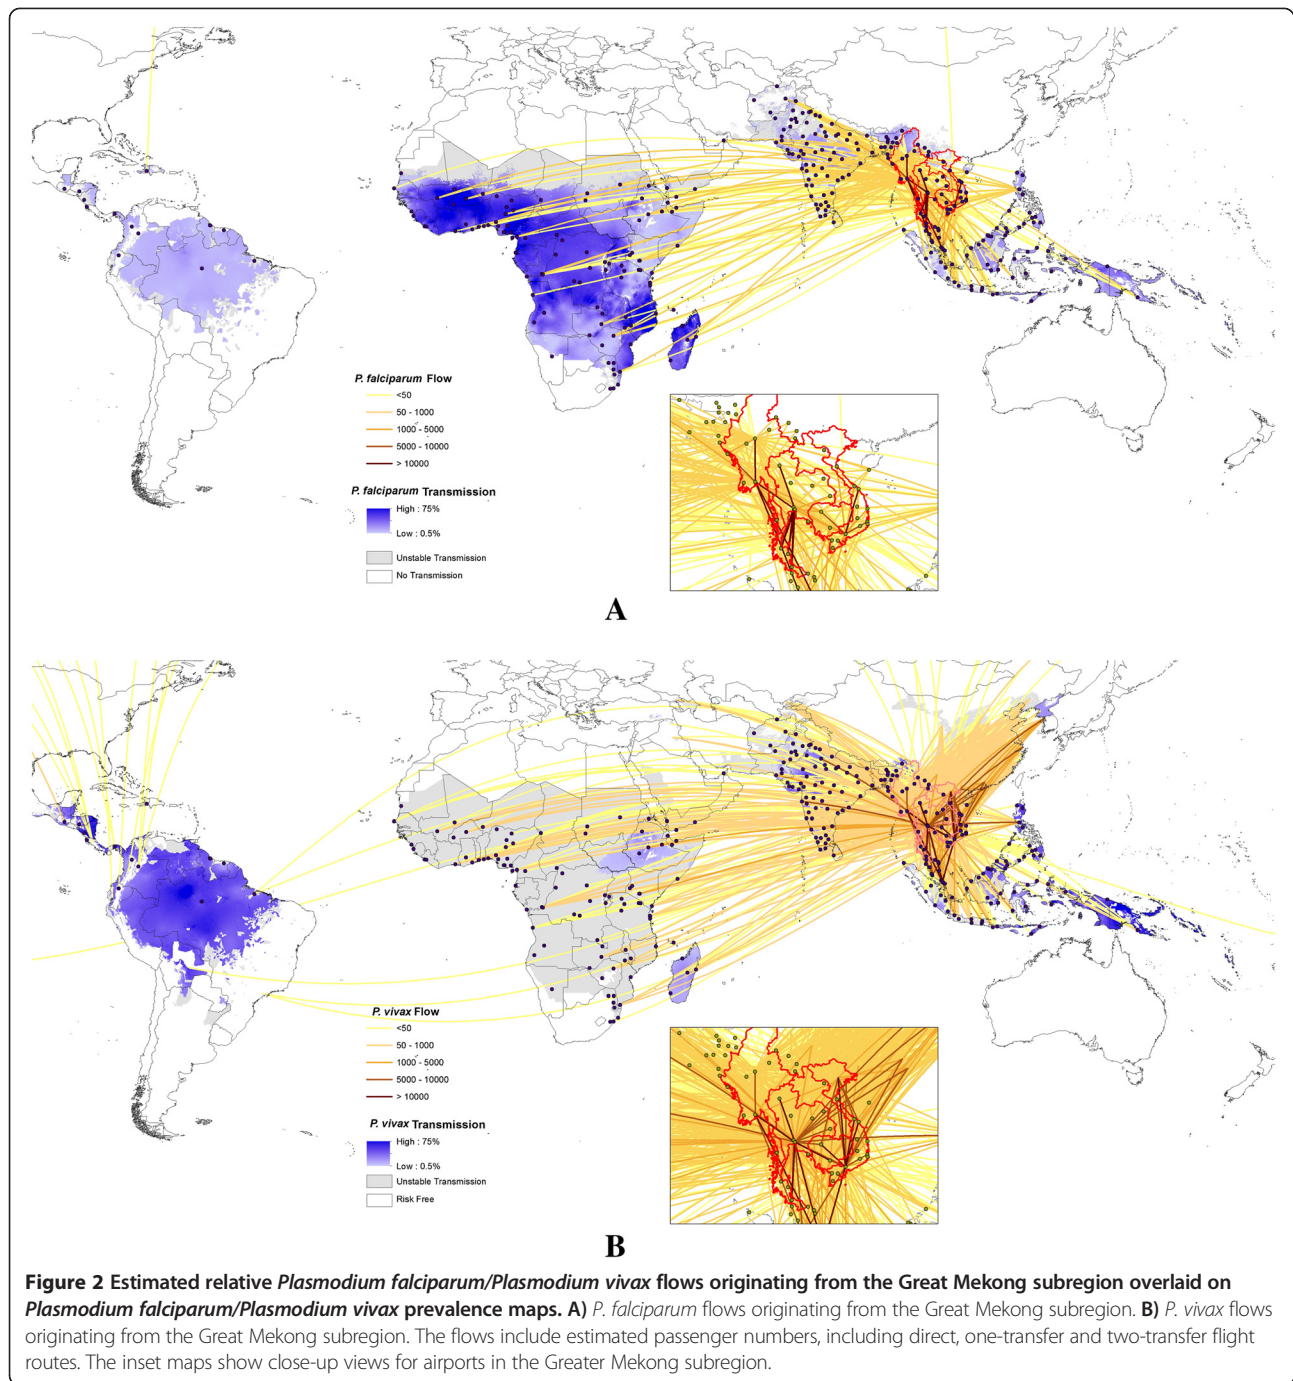 P. falciparum Flow
<50
50 - 1000
1000 - 5000
5000 - 10000
> 10000
P. falciparum Transmission
High : 75%
Low : 0.5%
Unstable Transmission
No Transmission
A
P. vivax Flow
<50
50 - 1000
1000 - 5000
5000 - 10000
> 10000
P. vivax Transmission
High : 75%
Low : 0.5%
Unstable Transmission
Risk Free
B
Figure 2 Estimated relative Plasmodium falciparum/Plasmodium vivax flows originating from the Great Mekong subregion overlaid on
Plasmodium falciparum/Plasmodium vivax prevalence maps. A) P. falciparum flows originating from the Great Mekong subregion. B) P. vivax flows
originating from the Great Mekong subregion. The flows include estimated passenger numbers, including direct, one-transfer and two-transfer flight
routes. The inset maps show close-up views for airports in the Greater Mekong subregion.